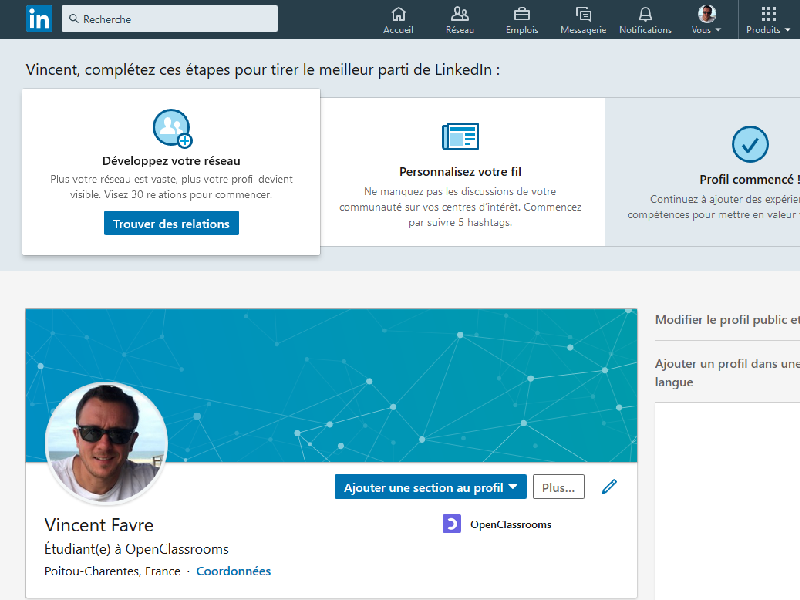 in
Recherche
Accueil
Réseau
Emplois
Messagerie
Notifications
Vous
Produits
Vincent, complétez ces étapes pour tirer le meilleur parti de LinkedIn :
Développez votre réseau
Plus votre réseau est vaste, plus votre profil devient
visible. Visez 30 relations pour commencer.
Trouver des relations
Personnalisez votre fil
Ne manquez pas les discussions de votre
communauté sur vos centres d'intérêt. Commencez
par suivre 5 hashtags.
Profil commencé !
Continuez à ajouter des expérien
compétences pour mettre en valeur
Modifier le profil public et
Ajouter un profil dans une
langue
Ajouter une section au profil
Plus...
Vincent Favre
OpenClassrooms
Étudiant(e) à OpenClassrooms
Poitou-Charentes, France · Coordonnées